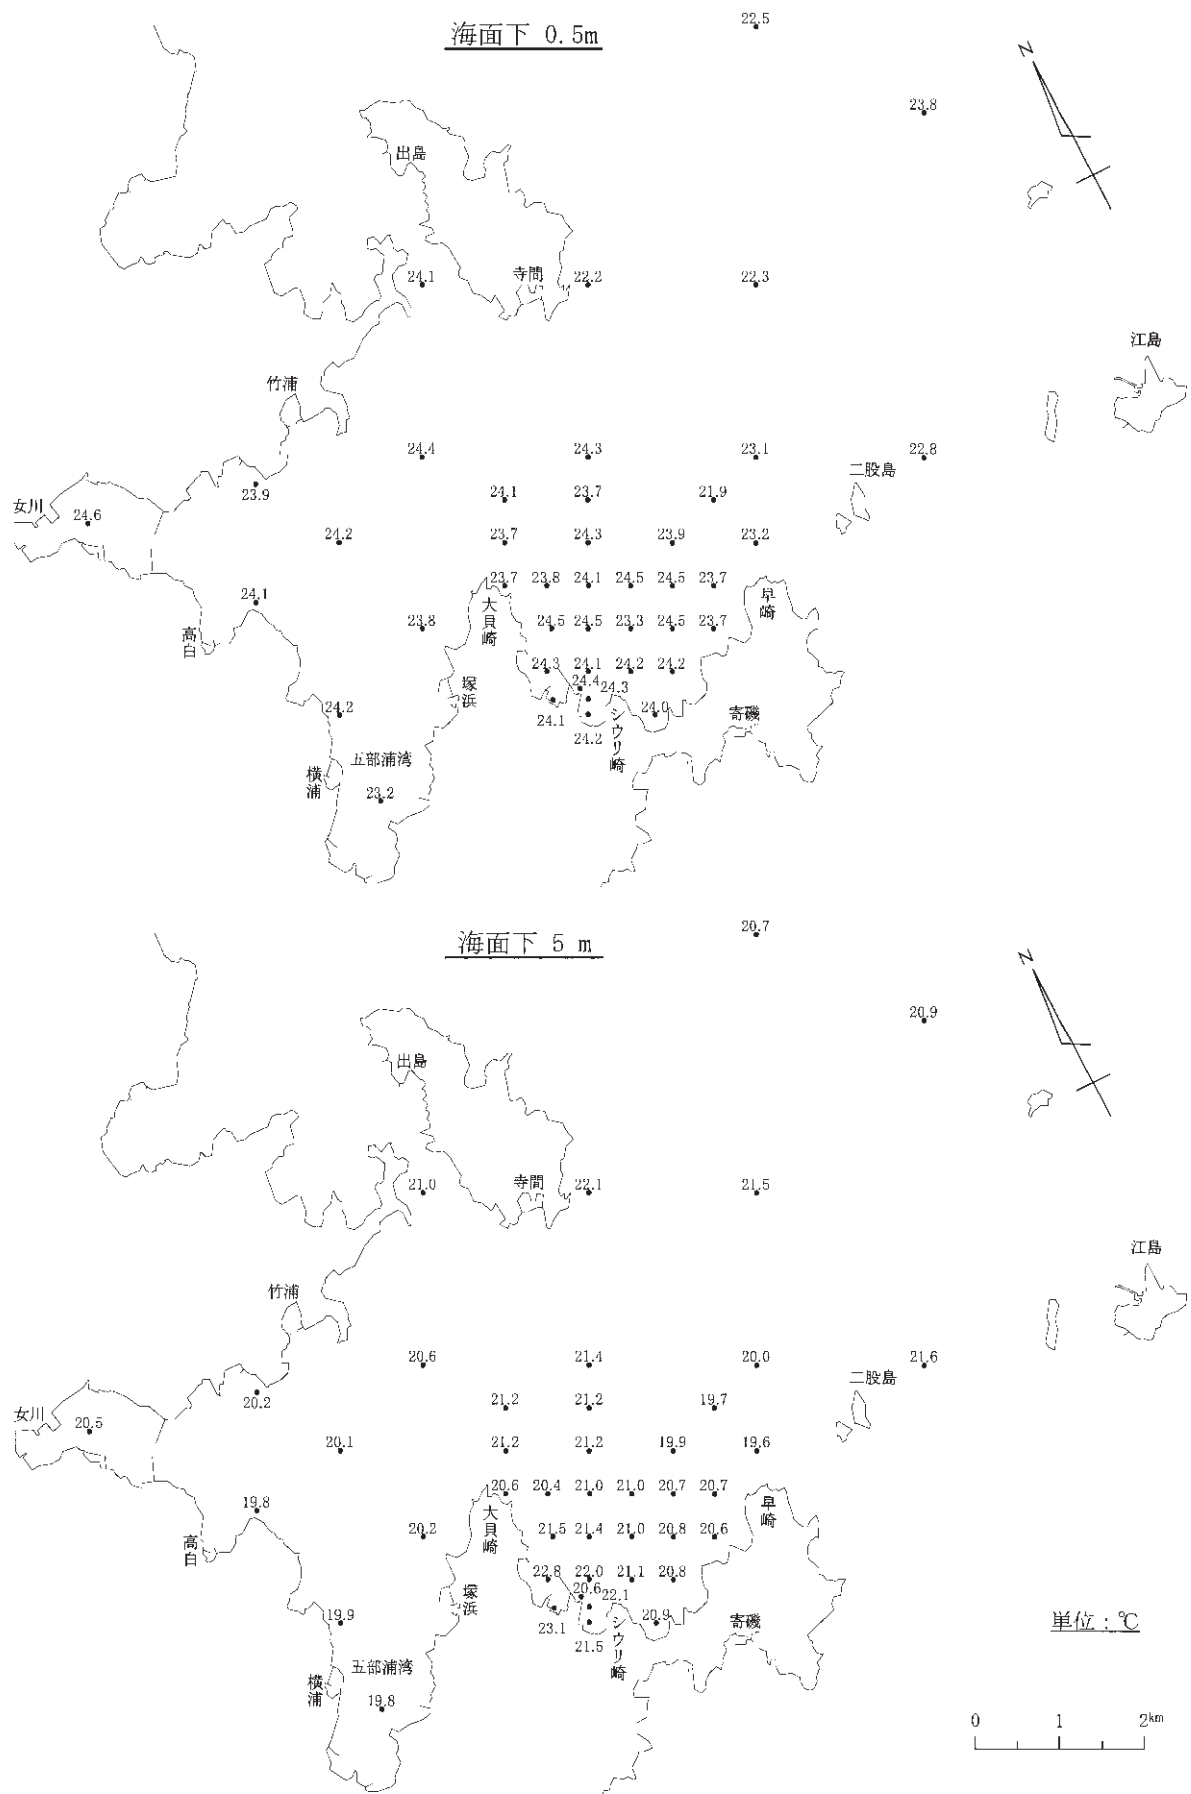 海面下 0.5m
22.5
N
23.8
出島
24.1
寺間
22.2
22.3
江島
竹浦
24.4
24.3
23.1
22.8
二股島
23.9
24.1
23.7
21.9
女川
24.6
24.2
23.7
24.3
23.9
23.2
23.7
23.8
24.1
24.5
24.5
23.7
早崎
大貝崎
24.1
23.8
24.5
24.5
23.3
24.5
23.7
高白
24.3
24.1
24.2
24.2
塚浜
24.4
24.3
24.2
24.1
24.0
寄磯
24.2
シウリ崎
五部浦湾
横浦
23.2
海面下 5 m
20.7
N
20.9
出島
21.0
寺間
22.1
21.5
江島
竹浦
20.6
21.4
20.0
21.6
二股島
20.2
21.2
21.2
19.7
女川
20.5
20.1
21.2
21.2
19.9
19.6
20.6
20.4
21.0
21.0
20.7
20.7
早崎
大貝崎
19.8
20.2
21.5
21.4
21.0
20.8
20.6
高白
22.8
22.0
21.1
20.8
塚浜
20.6
22.1
19.9
23.1
20.9
寄磯
21.5
シウリ崎
単位：℃
五部浦湾
横浦
19.8
0 1 2km